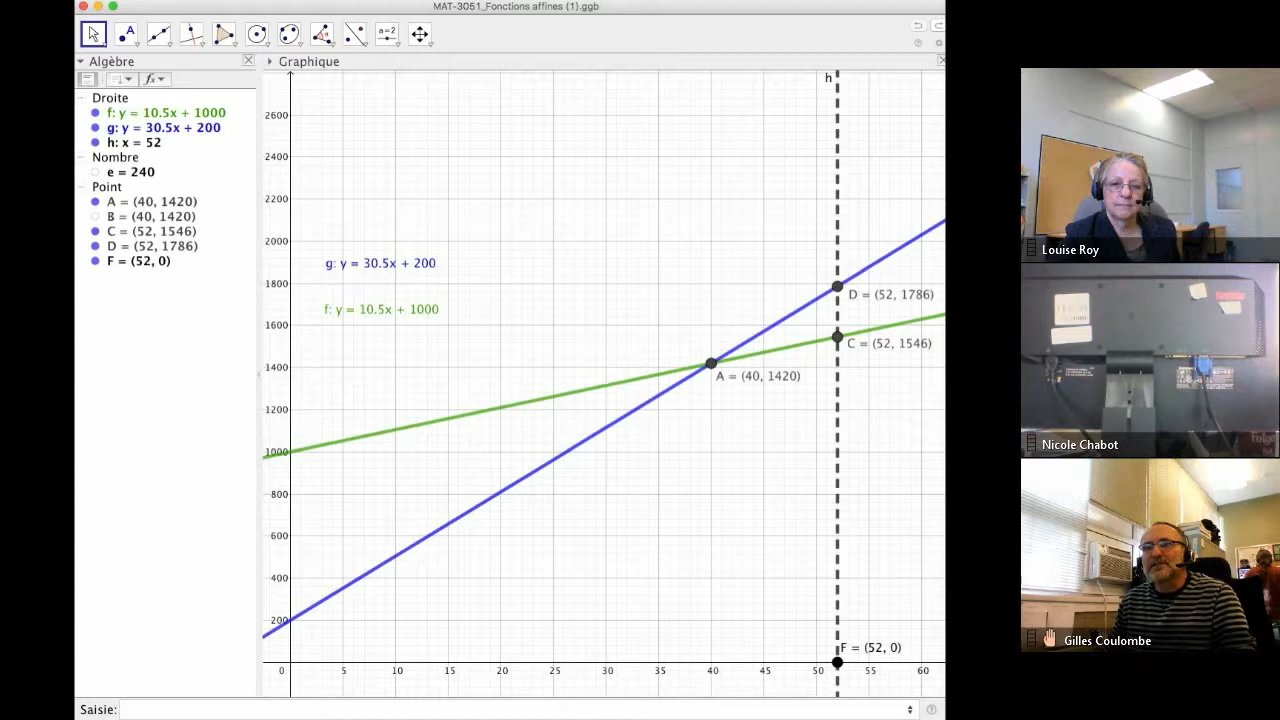 MAT-3051_Fonctions affines (1).ggb
a=2
Algèbre
Graphique
Droite
f: y = 10.5x + 1000
g: y = 30.5x + 200
h: x = 52
Nombre
e = 240
Point
A = (40, 1420)
B = (40, 1420)
C = (52, 1546)
D = (52, 1786)
F = (52, 0)
h
2600
2400
2200
2000
1800
1600
1400
1200
1000
800
600
400
200
g: y = 30.5x + 200
f: y = 10.5x + 1000
D = (52, 1786)
C = (52, 1546)
A = (40, 1420)
F = (52, 0)
0 5 10 15 20 25 30 35 40 45 50 55 60
Saisie:
Louise Roy
Nicole Chabot
Gilles Coulombe